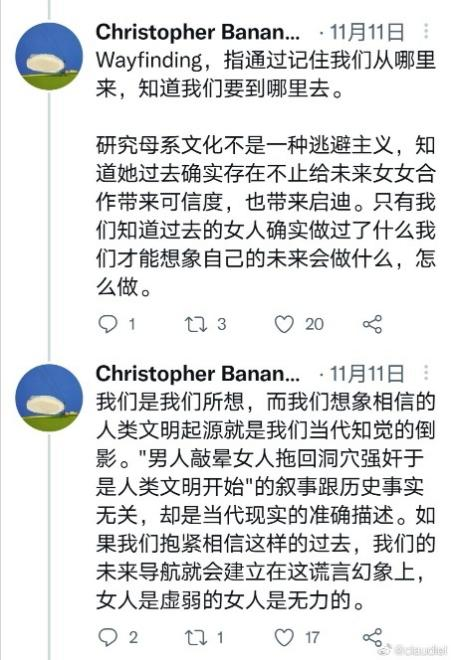 Christopher Banan... · 11月11日
Wayfinding，指通过记住我们从哪里
来，知道我们要到哪里去。
研究母系文化不是一种逃避主义，知
道她过去确实存在不止给未来女女合
作带来可信度，也带来启迪。只有我
们知道过去的女人确实做过了什么我
们才能想象自己的未来会做什么，怎
么做。
1 3 20
Christopher Banan... · 11月11日
我们是我们所想，而我们想象相信的
人类文明起源就是我们当代知觉的倒
影。"男人敲晕女人拖回洞穴强奸于
是人类文明开始"的叙事跟历史事实
无关，却是当代现实的准确描述。如
果我们抱紧相信这样的过去，我们的
未来导航就会建立在这谎言幻象上，
女人是虚弱的女人是无力的。
2 1 17
@claudiel